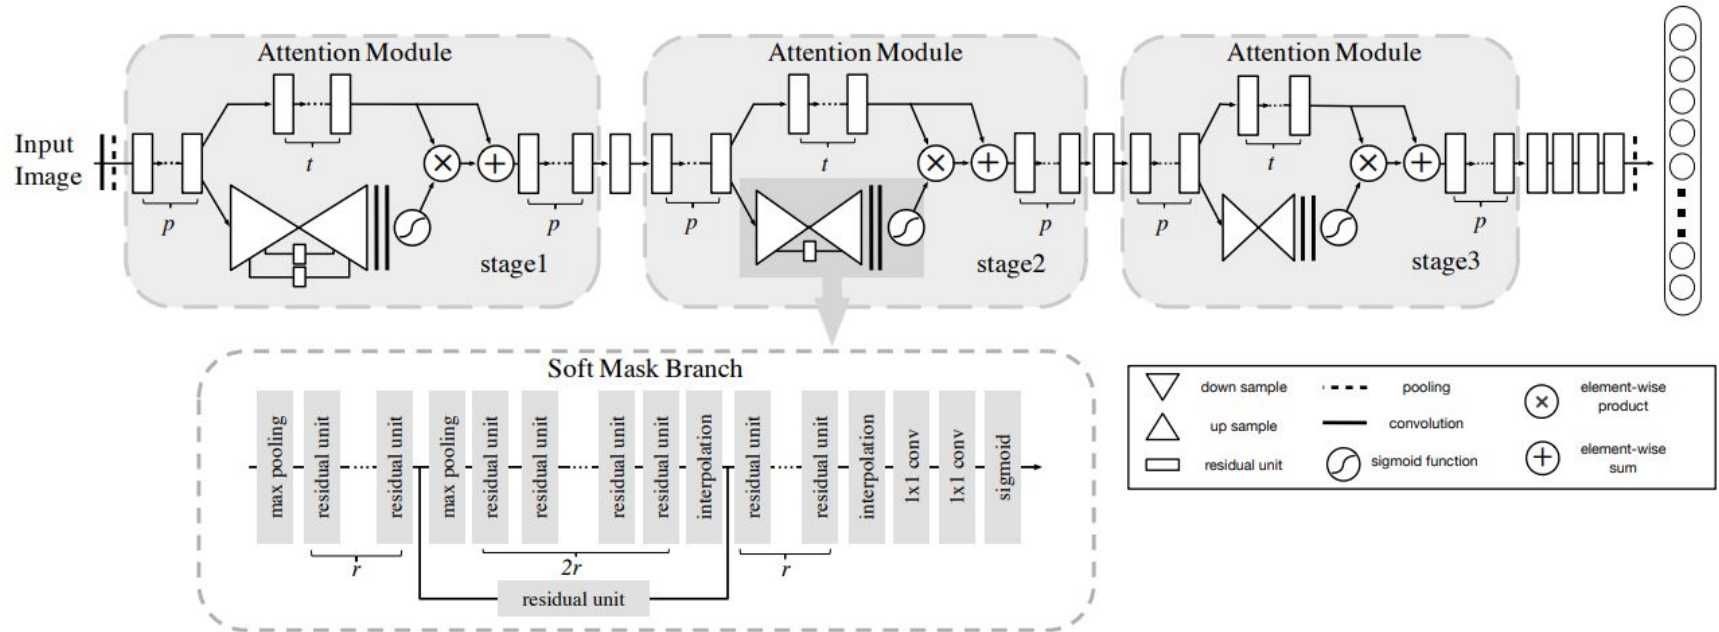 Attention Module
Attention Module
Attention Module
Input
Image
t
t
t
p
p
p
p
p
p
stage1
stage2
stage3
Soft Mask Branch
max pooling
residual unit
residual unit
max pooling
residual unit
residual unit
residual unit
residual unit
interpolation
residual unit
residual unit
interpolation
1x1 conv
1x1 conv
sigmoid
r
2r
r
residual unit
down sample
pooling
element-wise
product
up sample
convolution
residual unit
sigmoid function
element-wise
sum